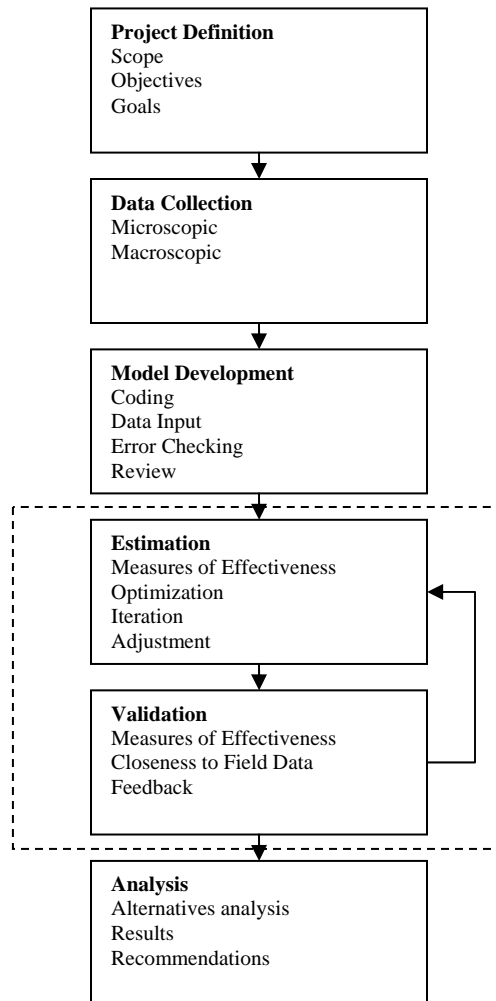 Project Definition
Scope
Objectives
Goals
Data Collection
Microscopic
Macroscopic
Model Development
Coding
Data Input
Error Checking
Review
Estimation
Measures of Effectiveness
Optimization
Iteration
Adjustment
Validation
Measures of Effectiveness
Closeness to Field Data
Feedback
Analysis
Alternatives analysis
Results
Recommendations